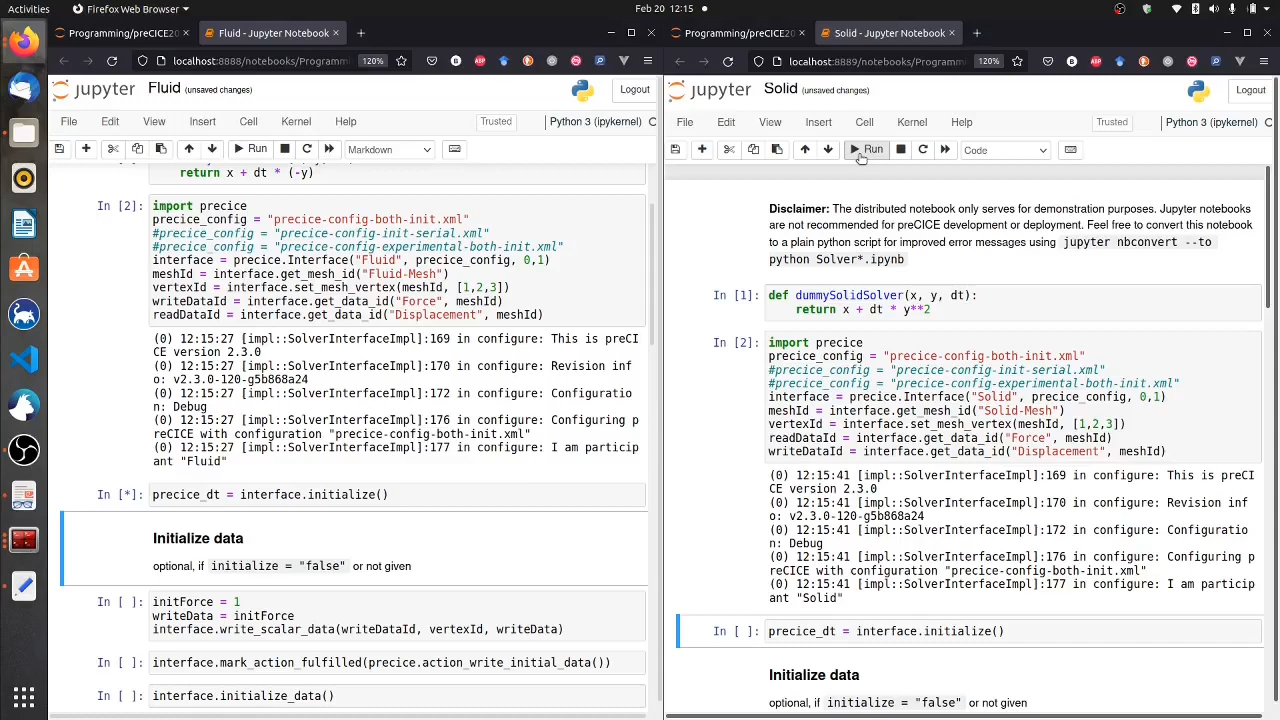 Activities
Firefox Web Browser
Feb 20 12:15
Programming/preCICE20
Fluid - Jupyter Notebook
localhost:8888/notebooks/Programm
120%
jupyter
Fluid (unsaved changes)
Logout
File Edit View Insert Cell Kernel Help
Trusted
Python 3 (ipykernel)
Run
Markdown
return x + dt * (-y)
In [2]:
import precice
precice_config = "precice-config-both-init.xml"
#precice_config = "precice-config-init-serial.xml"
#precice_config = "precice-config-experimental-both-init.xml"
interface = precice.Interface("Fluid", precice_config, 0,1)
meshId = interface.get_mesh_id("Fluid-Mesh")
vertexId = interface.set_mesh_vertex(meshId, [1,2,3])
writeDataId = interface.get_data_id("Force", meshId)
readDataId = interface.get_data_id("Displacement", meshId)
(0) 12:15:27 [impl::SolverInterfaceImpl]:169 in configure: This is preCI
CE version 2.3.0
(0) 12:15:27 [impl::SolverInterfaceImpl]:170 in configure: Revision inf
o: v2.3.0-120-g5b868a24
(0) 12:15:27 [impl::SolverInterfaceImpl]:172 in configure: Configuratio
n: Debug
(0) 12:15:27 [impl::SolverInterfaceImpl]:176 in configure: Configuring p
reCICE with configuration "precice-config-both-init.xml"
(0) 12:15:27 [impl::SolverInterfaceImpl]:177 in configure: I am particip
ant "Fluid"
In [*]:
precice_dt = interface.initialize()
Initialize data
optional, if initialize = "false" or not given
In [ ]:
initForce = 1
writeData = initForce
interface.write_scalar_data(writeDataId, vertexId, writeData)
In [ ]:
interface.mark_action_fulfilled(precice.action_write_initial_data())
In [ ]:
interface.initialize_data()
Programming/preCICE20
Solid - Jupyter Notebook
localhost:8888/notebooks/Programm
120%
jupyter
Solid (unsaved changes)
Logout
File Edit View Insert Cell Kernel Help
Trusted
Python 3 (ipykernel)
Run
Code
Disclaimer: The distributed notebook only serves for demonstration purposes. Jupyter notebooks
are not recommended for preCICE development or deployment. Feel free to convert this notebook
to a plain python script for improved error messages using jupyter nbconvert --to
python Solver*.ipynb
In [1]:
def dummySolidSolver(x, y, dt):
return x + dt * y**2
In [2]:
import precice
precice_config = "precice-config-both-init.xml"
#precice_config = "precice-config-init-serial.xml"
#precice_config = "precice-config-experimental-both-init.xml"
interface = precice.Interface("Solid", precice_config, 0,1)
meshId = interface.get_mesh_id("Solid-Mesh")
vertexId = interface.set_mesh_vertex(meshId, [1,2,3])
readDataId = interface.get_data_id("Force", meshId)
writeDataId = interface.get_data_id("Displacement", meshId)
(0) 12:15:41 [impl::SolverInterfaceImpl]:169 in configure: This is preCI
CE version 2.3.0
(0) 12:15:41 [impl::SolverInterfaceImpl]:170 in configure: Revision inf
o: v2.3.0-120-g5b868a24
(0) 12:15:41 [impl::SolverInterfaceImpl]:172 in configure: Configuratio
n: Debug
(0) 12:15:41 [impl::SolverInterfaceImpl]:176 in configure: Configuring p
reCICE with configuration "precice-config-both-init.xml"
(0) 12:15:41 [impl::SolverInterfaceImpl]:177 in configure: I am particip
ant "Solid"
In [ ]:
precice_dt = interface.initialize()
Initialize data
optional, if initialize = "false" or not given